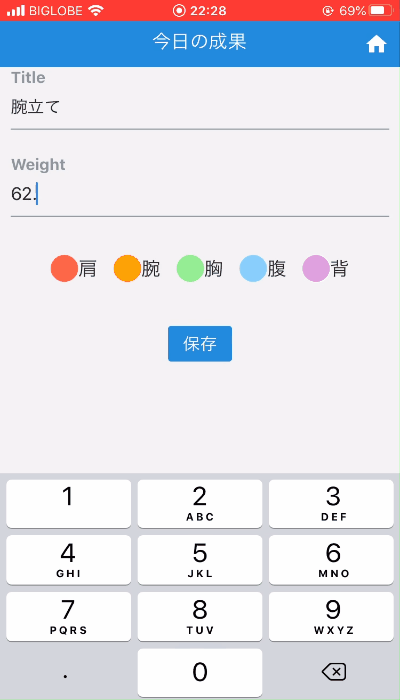 BIGLOBE 22:28 69%
今日の成果
Title
腕立て
Weight
62.
肩 腕 胸 腹 背
保存
1 2 3
ABC DEF
4 5 6
GHI JKL MNO
7 8 9
PQRS TUV WXYZ
. 0